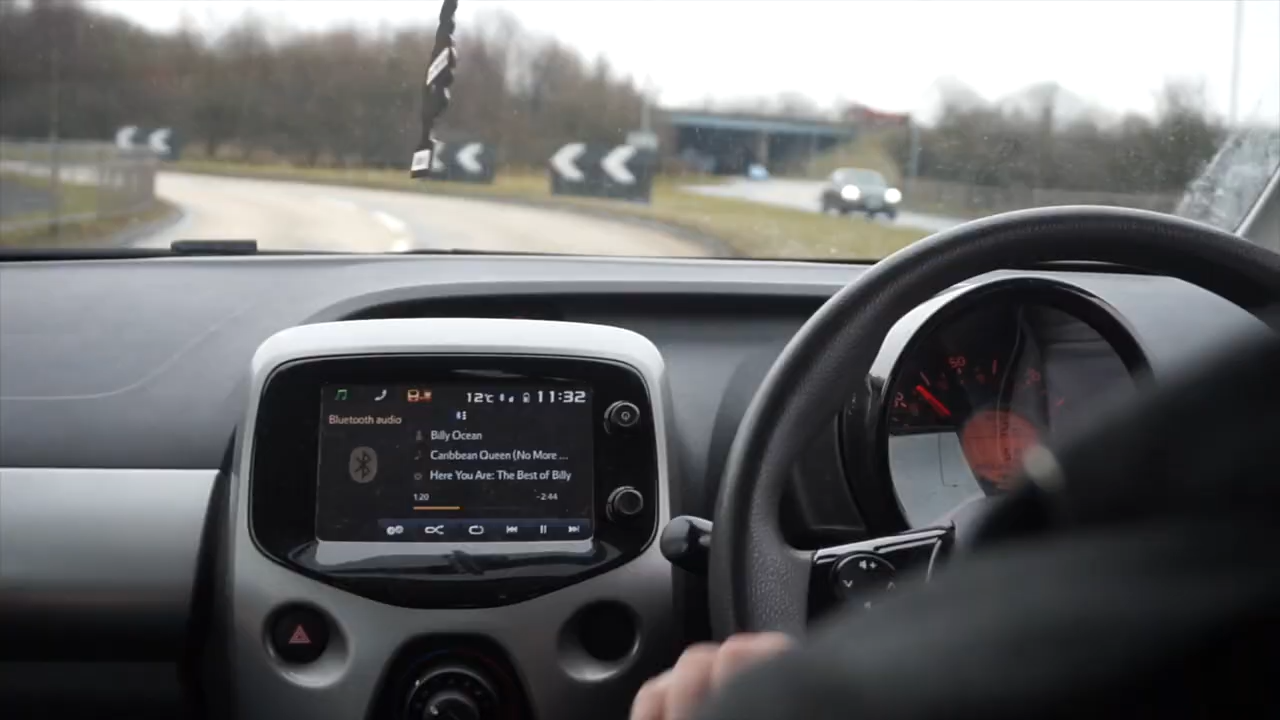 12°C 11:32
Bluetooth audio
Billy Ocean
Caribbean Queen (No More ...
Here You Are: The Best of Billy
1:20 -2:44
50